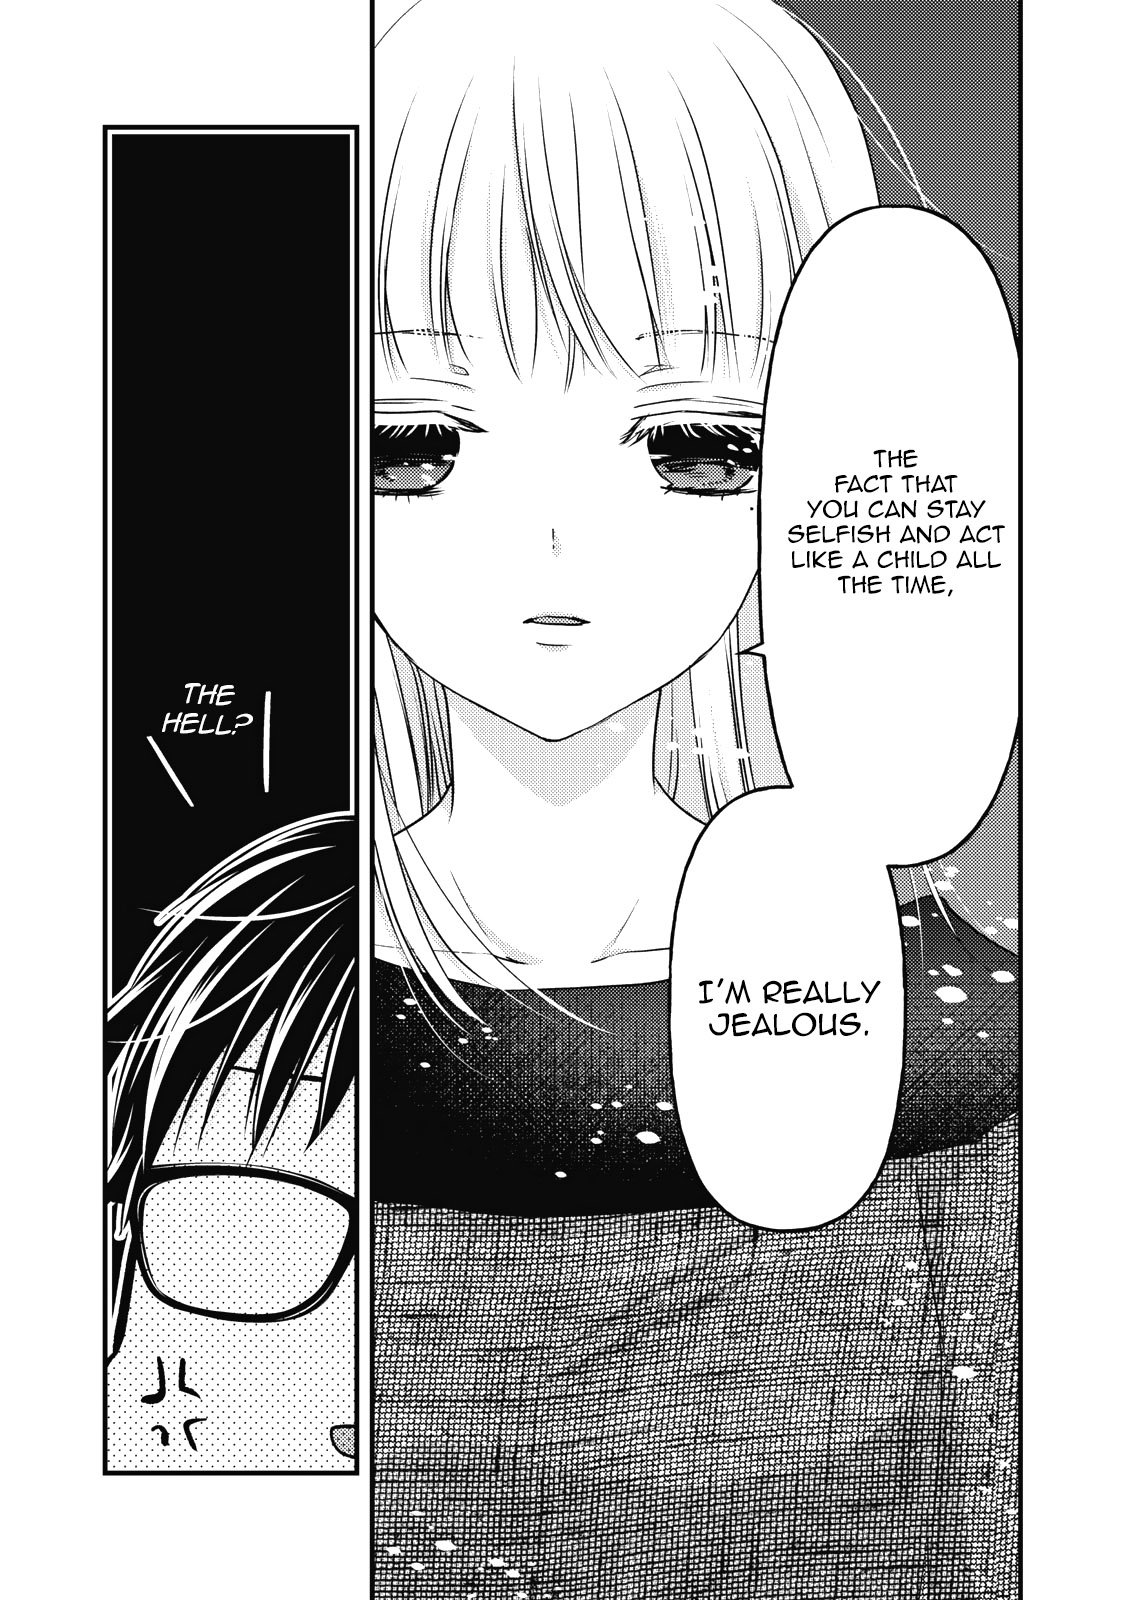 THE
FACT THAT
YOU CAN STAY
SELFISH AND ACT
LIKE A CHILD ALL
THE TIME,
I'M REALLY
JEALOUS.
THE
HELL?